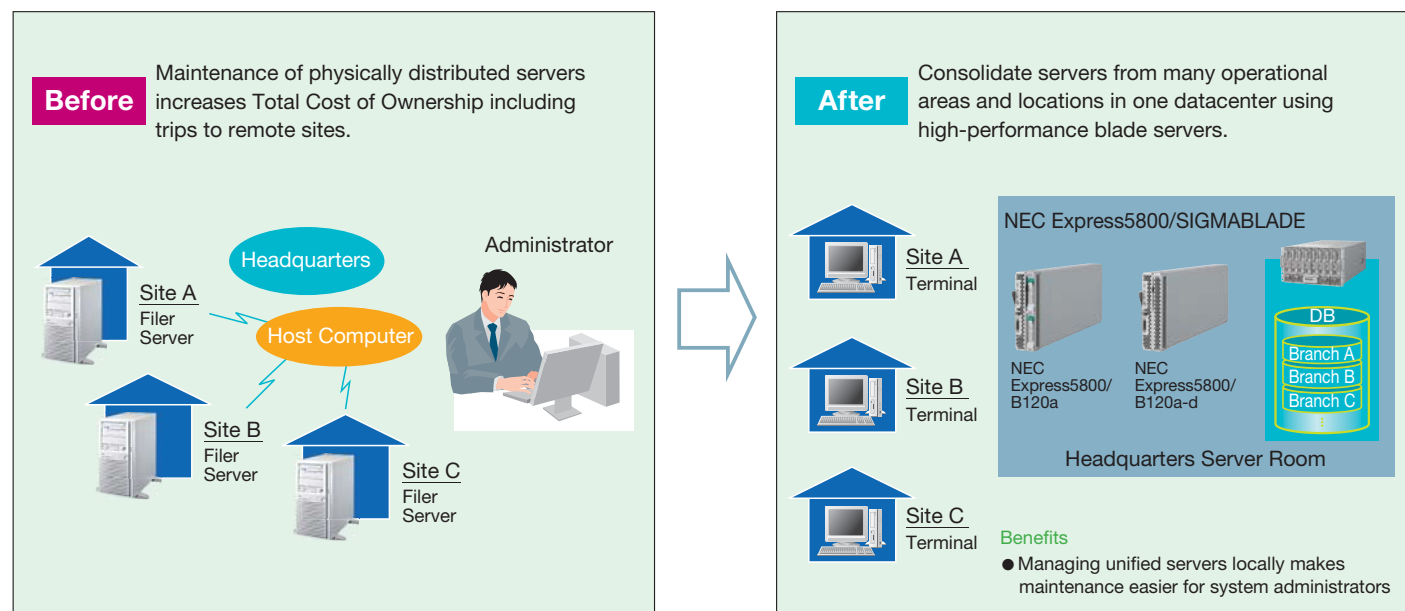 Before
Maintenance of physically distributed servers
increases Total Cost of Ownership including
trips to remote sites.
Headquarters
Administrator
Site A
Filer
Server
Host Computer
Site B
Filer
Server
Site C
Filer
Server
After
Consolidate servers from many operational
areas and locations in one datacenter using
high-performance blade servers.
Site A
Terminal
Site B
Terminal
Site C
Terminal
NEC Express5800/SIGMABLADE
NEC
Express5800/
B120a
NEC
Express5800/
B120a-d
DB
Branch A
Branch B
Branch C
⋮
Headquarters Server Room
Benefits
● Managing unified servers locally makes
maintenance easier for system administrators